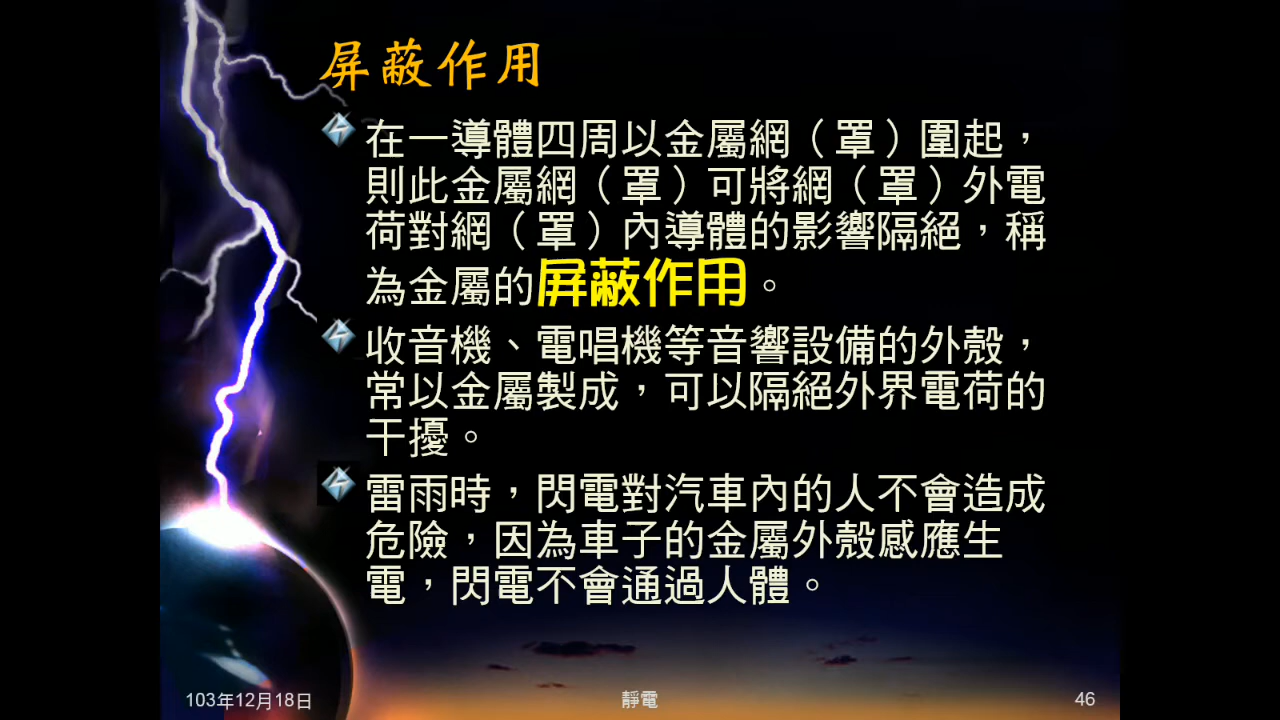 屏蔽作用
在一導體四周以金屬網（罩）圍起，
則此金屬網（罩）可將網（罩）外電
荷對網（罩）內導體的影響隔絕，稱
為金屬的屏蔽作用。
收音機、電唱機等音響設備的外殼，
常以金屬製成，可以隔絕外界電荷的
干擾。
雷雨時，閃電對汽車內的人不會造成
危險，因為車子的金屬外殼感應生
電，閃電不會通過人體。
103年12月18日
靜電
46